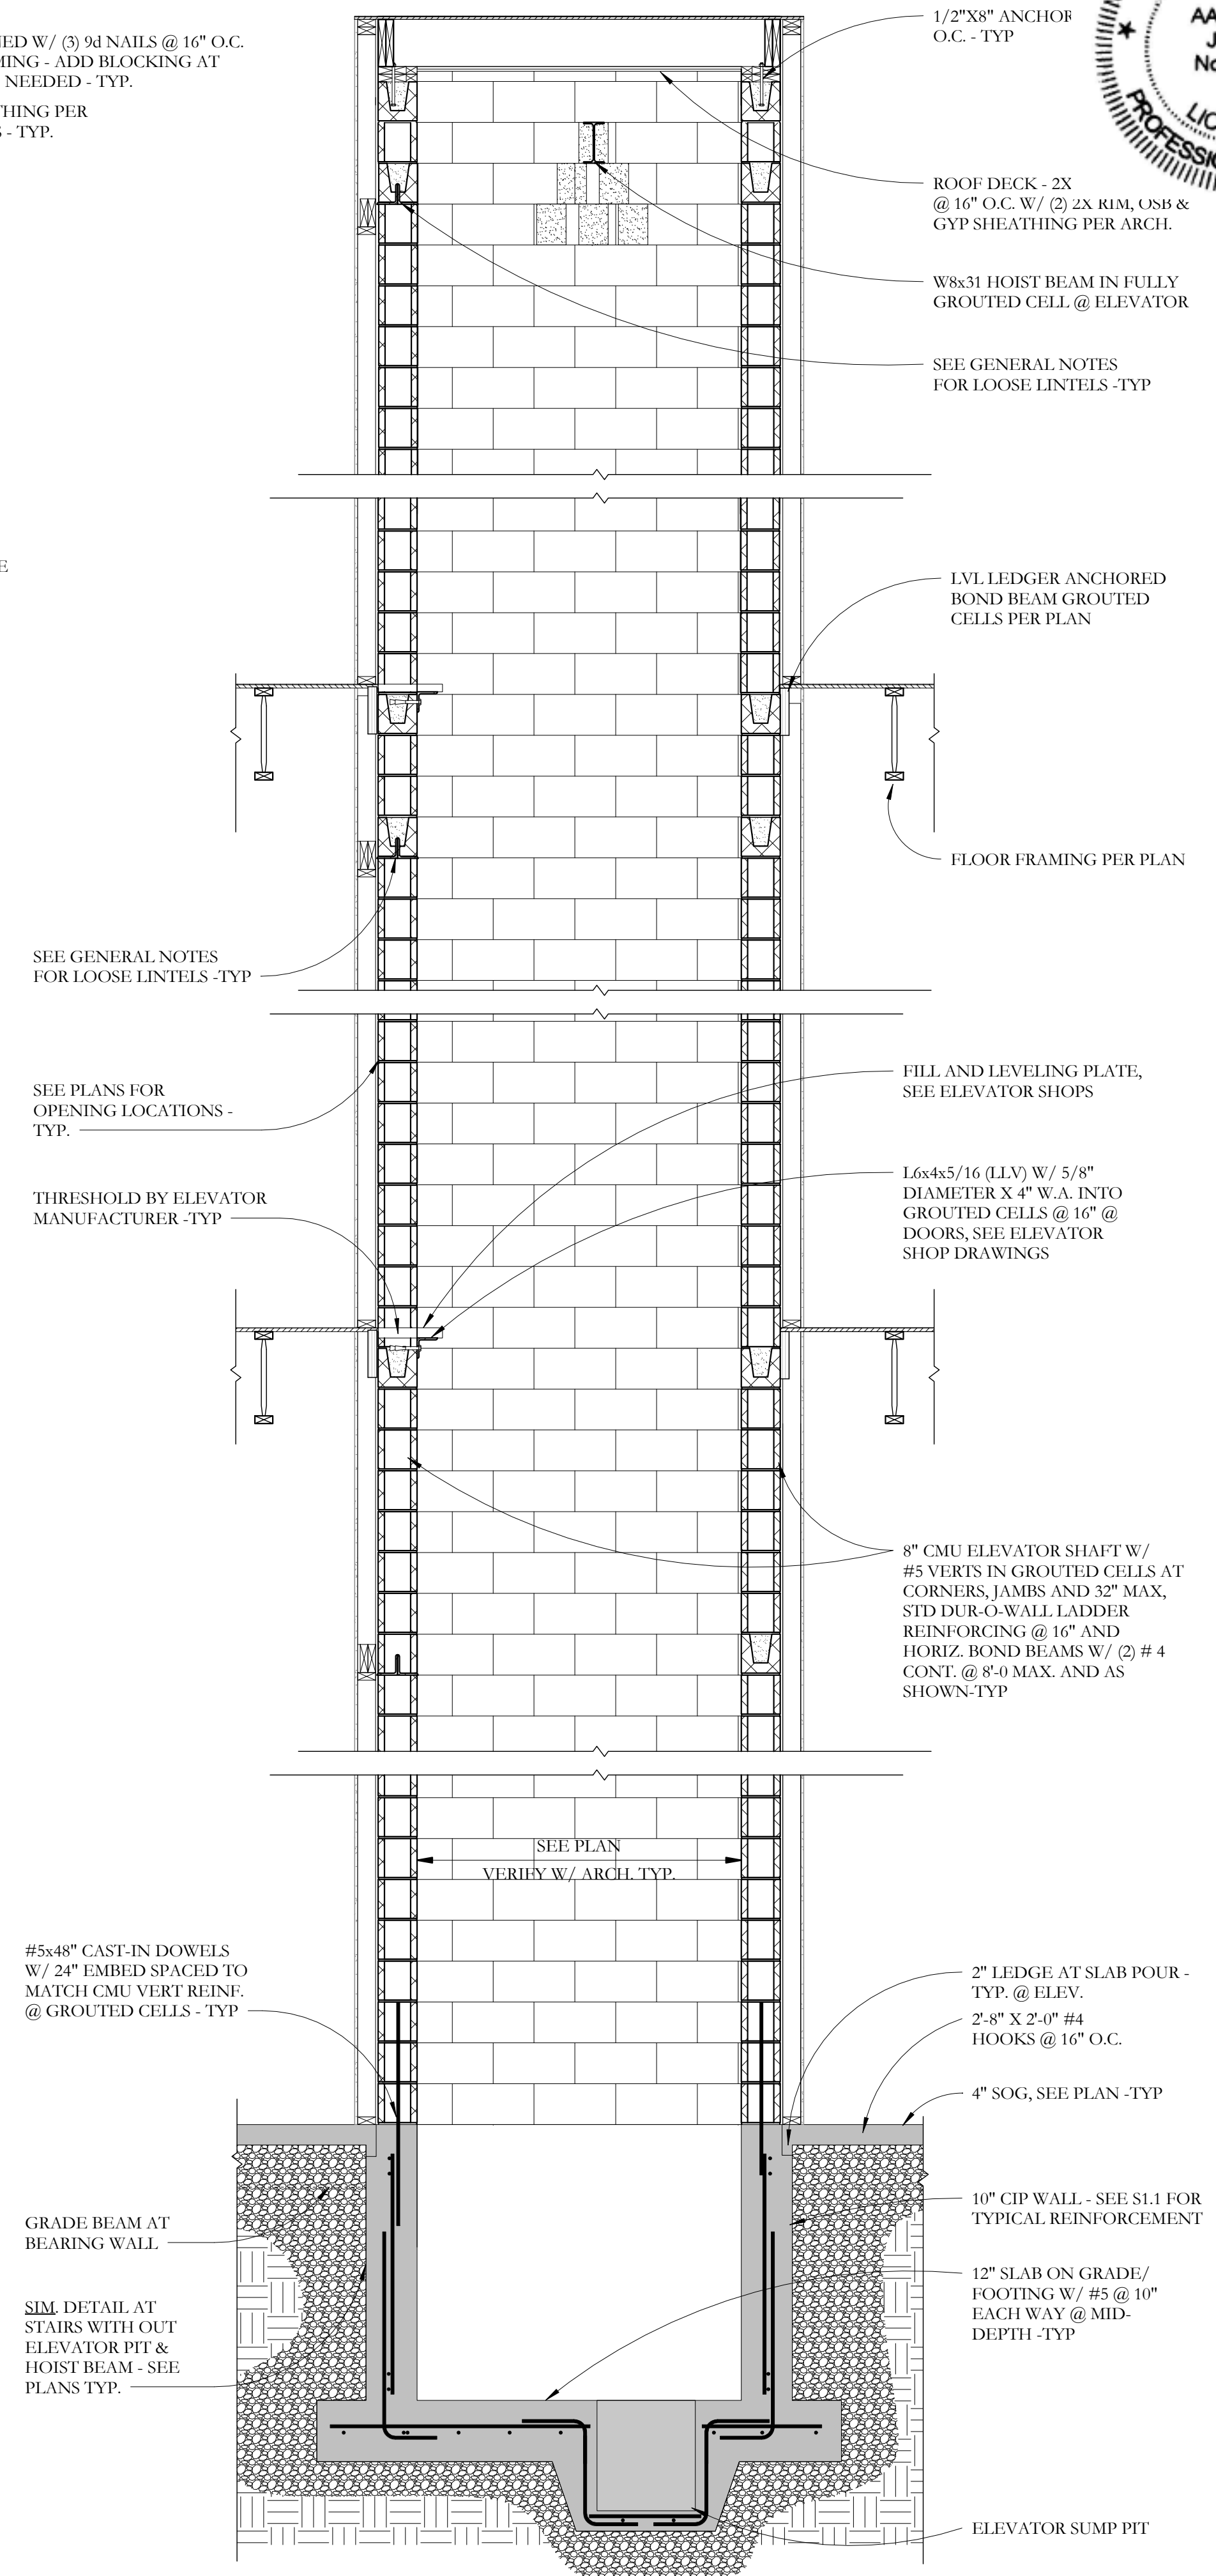 NED W/ (3) 9d NAILS @ 16" O.C.
MING - ADD BLOCKING AT
NEEDED - TYP.
THING PER
S - TYP.
E
SEE GENERAL NOTES
FOR LOOSE LINTELS -TYP
SEE PLANS FOR
OPENING LOCATIONS -
TYP.
THRESHOLD BY ELEVATOR
MANUFACTURER -TYP
#5x48" CAST-IN DOWELS
W/ 24" EMBED SPACED TO
MATCH CMU VERT REINF.
@ GROUTED CELLS - TYP
GRADE BEAM AT
BEARING WALL
SIM. DETAIL AT
STAIRS WITH OUT
ELEVATOR PIT &
HOIST BEAM - SEE
PLANS TYP.
SEE PLAN
VERIFY W/ ARCH. TYP.
1/2"X8" ANCHOR
O.C. - TYP
AA
J
No
LIC
PROFESSI
ROOF DECK - 2X
@ 16" O.C. W/ (2) 2X RIM, OSB &
GYP SHEATHING PER ARCH.
W8x31 HOIST BEAM IN FULLY
GROUTED CELL @ ELEVATOR
SEE GENERAL NOTES
FOR LOOSE LINTELS -TYP
LVL LEDGER ANCHORED
BOND BEAM GROUTED
CELLS PER PLAN
FLOOR FRAMING PER PLAN
FILL AND LEVELING PLATE,
SEE ELEVATOR SHOPS
L6x4x5/16 (LLV) W/ 5/8"
DIAMETER X 4" W.A. INTO
GROUTED CELLS @ 16" @
DOORS, SEE ELEVATOR
SHOP DRAWINGS
8" CMU ELEVATOR SHAFT W/
#5 VERTS IN GROUTED CELLS AT
CORNERS, JAMBS AND 32" MAX,
STD DUR-O-WALL LADDER
REINFORCING @ 16" AND
HORIZ. BOND BEAMS W/ (2) # 4
CONT. @ 8'-0 MAX. AND AS
SHOWN-TYP
2" LEDGE AT SLAB POUR -
TYP. @ ELEV.
2'-8" X 2'-0" #4
HOOKS @ 16" O.C.
4" SOG, SEE PLAN -TYP
10" CIP WALL - SEE S1.1 FOR
TYPICAL REINFORCEMENT
12" SLAB ON GRADE/
FOOTING W/ #5 @ 10"
EACH WAY @ MID-
DEPTH -TYP
ELEVATOR SUMP PIT